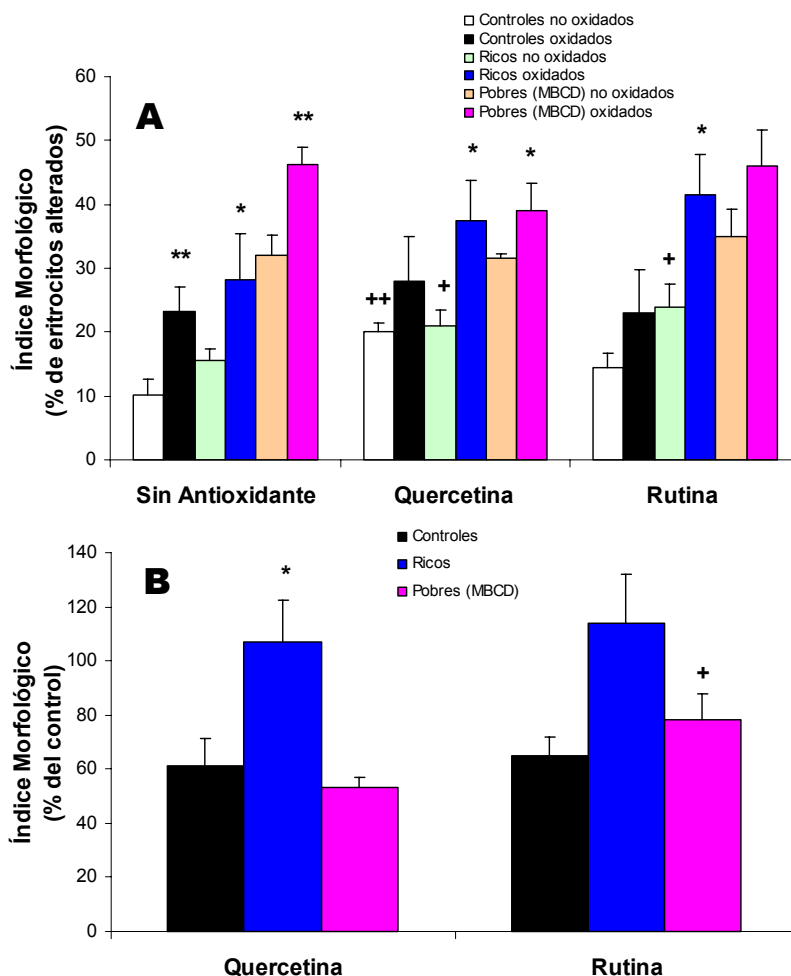 Controles no oxidados
Controles oxidados
Ricos no oxidados
Ricos oxidados
Pobres (MBCD) no oxidados
Pobres (MBCD) oxidados
A
Índice Morfológico
(% de eritrocitos alterados)
60
50
40
30
20
10
0
**
*
**
++
+
*
*
+
*
Sin Antioxidante
Quercetina
Rutina
Controles
Ricos
Pobres (MBCD)
B
Índice Morfológico
(% del control)
140
120
100
80
60
40
20
0
*
+
Quercetina
Rutina